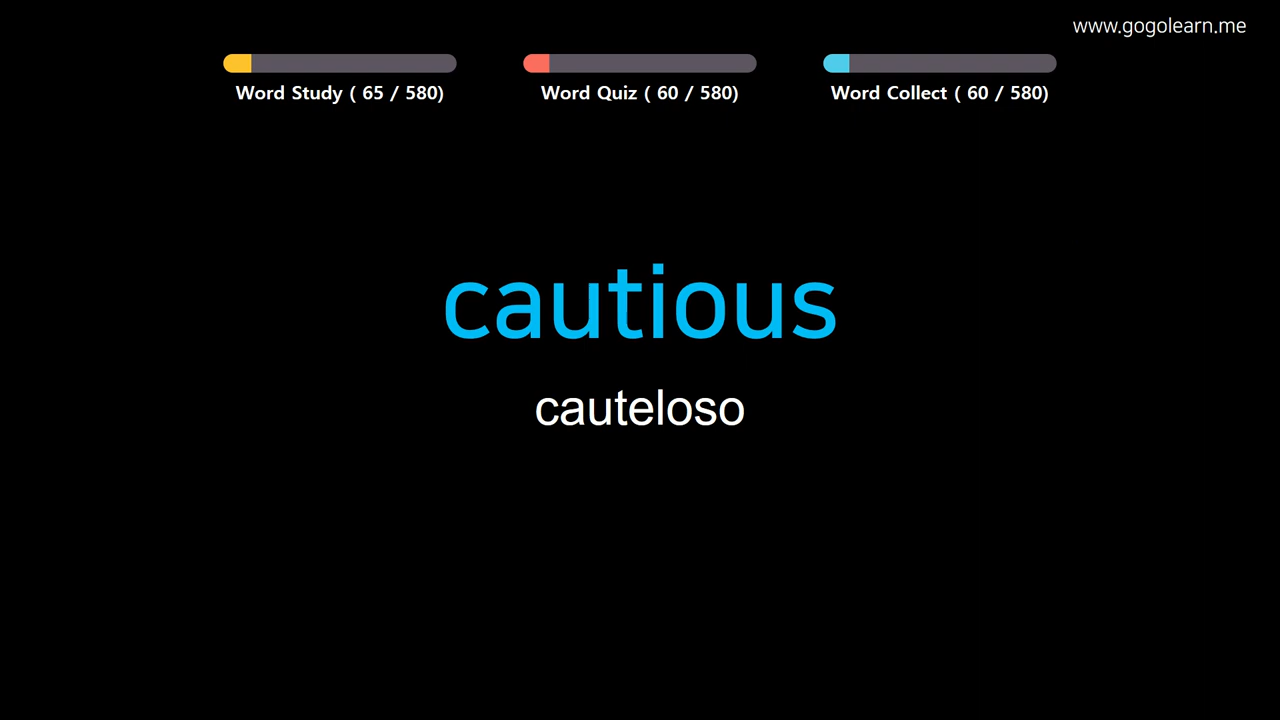 www.gogolearn.me
Word Study ( 65 / 580)
Word Quiz ( 60 / 580)
Word Collect ( 60 / 580)
cautious
cauteloso